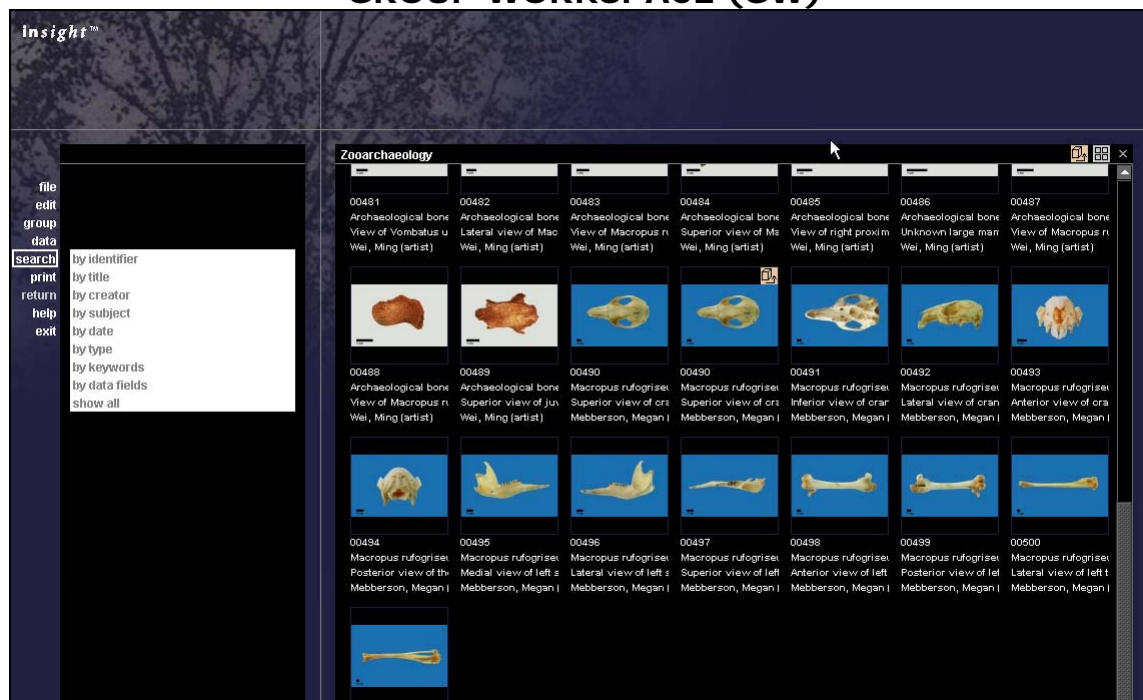 GROUP WORKSPACE (GW)
insight™
file
edit
group
data
search
print
return
help
exit
by identifier
by title
by creator
by subject
by date
by type
by keywords
by data fields
show all
Zooarchaeology
00481 00482 00483 00484 00485 00486 00487
Archaeological bone Archaeological bone Archaeological bone Archaeological bone Archaeological bone Archaeological bone Archaeological bone
View of Vombatus u Lateral view of Mac View of Macropus ru Superior view of Ma View of right proxim Unknown large mam View of Macropus ru
Wei, Ming (artist) Wei, Ming (artist) Wei, Ming (artist) Wei, Ming (artist) Wei, Ming (artist) Wei, Ming (artist) Wei, Ming (artist)
00488 00489 00490 00490 00491 00492 00493
Archaeological bone Archaeological bone Macropus rufogriseu Macropus rufogriseu Macropus rufogriseu Macropus rufogriseu Macropus rufogriseu
View of Macropus ru Superior view of juv Superior view of cra Superior view of cra Inferior view of cran Lateral view of cran Anterior view of cra
Wei, Ming (artist) Wei, Ming (artist) Mebberson, Megan ( Mebberson, Megan ( Mebberson, Megan ( Mebberson, Megan ( Mebberson, Megan (
00494 00495 00496 00497 00498 00499 00500
Macropus rufogriseu Macropus rufogriseu Macropus rufogriseu Macropus rufogriseu Macropus rufogriseu Macropus rufogriseu Macropus rufogriseu
Posterior view of the Medial view of left s Lateral view of left s Superior view of left Anterior view of left Posterior view of lef Lateral view of left t
Mebberson, Megan ( Mebberson, Megan ( Mebberson, Megan ( Mebberson, Megan ( Mebberson, Megan ( Mebberson, Megan ( Mebberson, Megan (